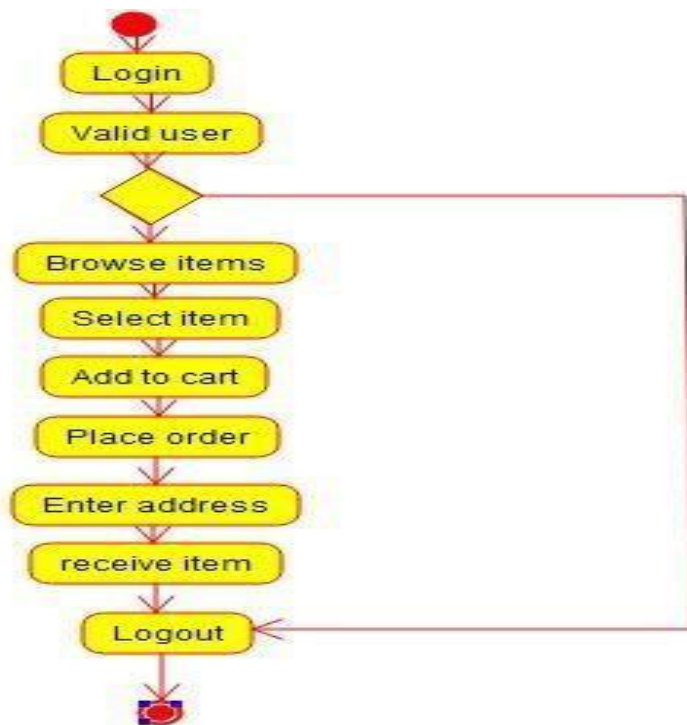 Login
Valid user
Browse items
Select item
Add to cart
Place order
Enter address
receive item
Logout